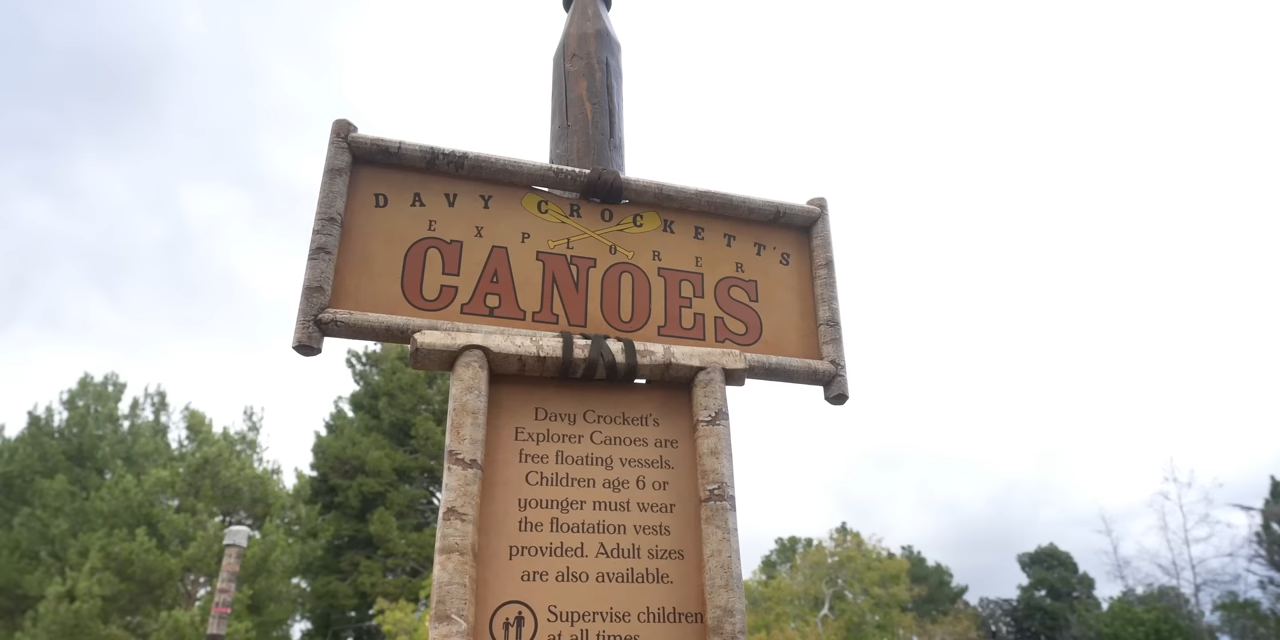 DAVY CROCKETT'S
EXPLORER
CANOES
Davy Crockett's
Explorer Canoes are
free floating vessels.
Children age 6 or
younger must wear
the floatation vests
provided. Adult sizes
are also available.
Supervise children
at all times